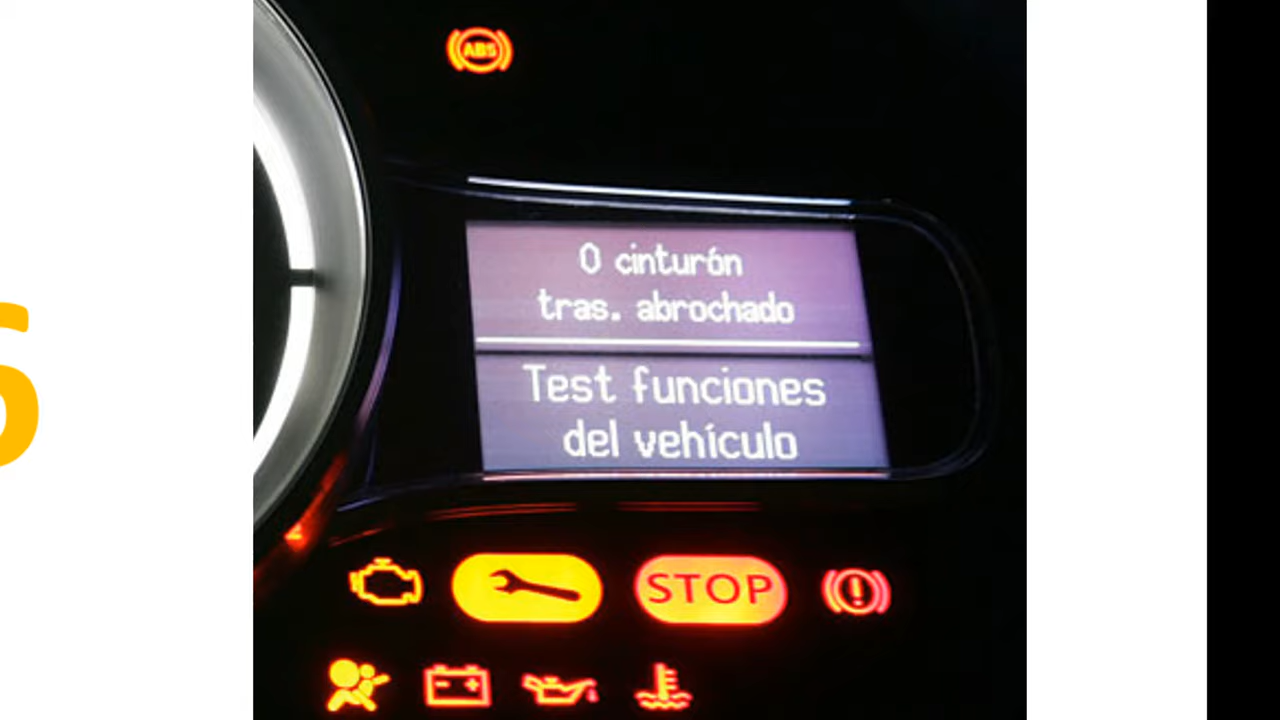 ABS
0 cinturón
tras. abrochado
Test funciones
del vehículo
STOP